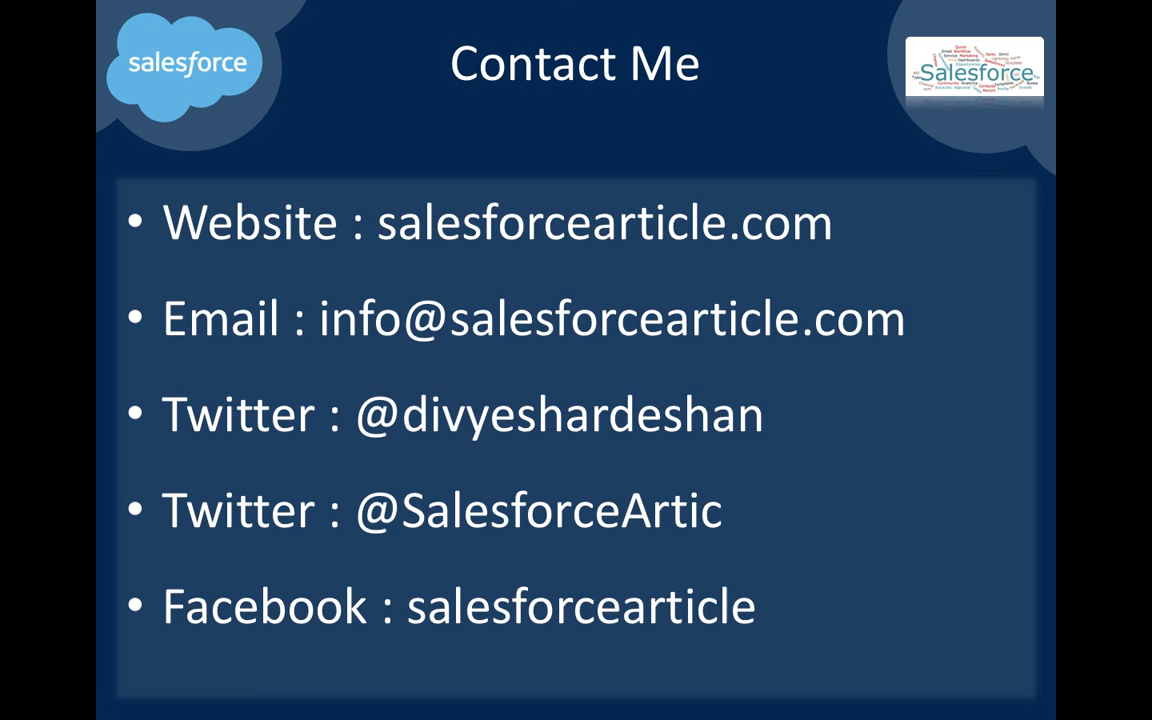 salesforce
Contact Me
Salesforce
• Website : salesforcearticle.com
• Email : info@salesforcearticle.com
• Twitter : @divyeshardeshan
• Twitter : @SalesforceArtic
• Facebook : salesforcearticle